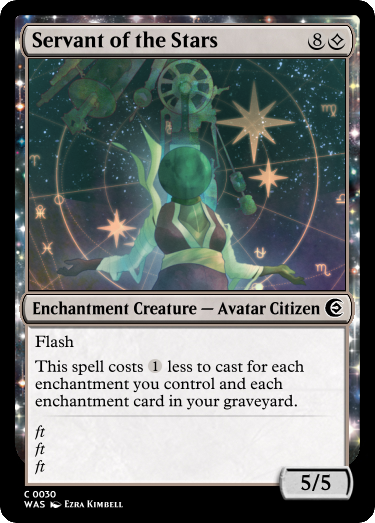 Servant of the Stars 8
Enchantment Creature — Avatar Citizen
Flash
This spell costs 1 less to cast for each
enchantment you control and each
enchantment card in your graveyard.
ft
ft
ft
5/5
C 0030
WAS Ezra Kimbell